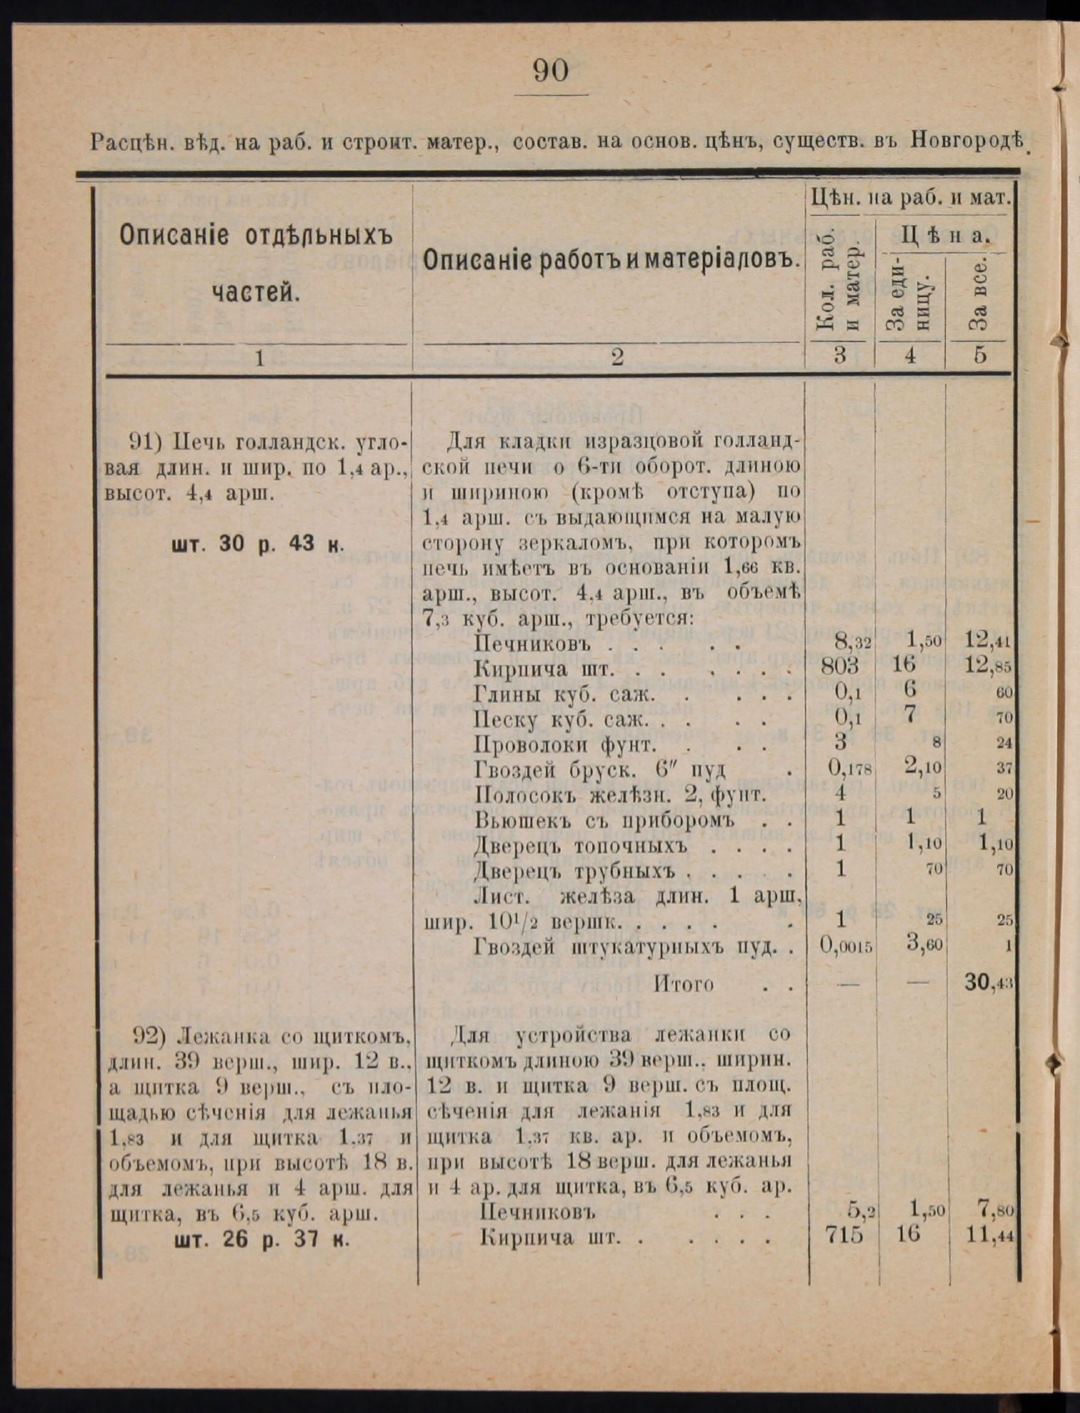 90
Расцѣн. вѣд. на раб. и строит. матер., состав. на основ. цѣнъ, существ. въ Новгородѣ.
Описаніе отдѣльныхъ
частей.
Описаніе работъ и матеріаловъ.
Цѣн. на раб. и мат.
Кол. раб.
и матер.
Цѣна.
За еди-
ницу.
За все.
1 2 3 4 5
91) Печь голландск. угло-
вая длин. и шир. по 1,4 ар.,
высот. 4,4 арш.
шт. 30 р. 43 к.
Для кладки изразцовой голланд-
ской печи о 6-ти оборот. длиною
и шириною (кромѣ отступа) по
1,4 арш. съ выдающимся на малую
сторону зеркаломъ, при которомъ
печь имѣетъ въ основаніи 1,66 кв.
арш., высот. 4,4 арш., въ объемѣ
7,3 куб. арш., требуется:
Печниковъ . . . . . 8,32 1,50 12,41
Кирпича шт. . . . . . . 803 16 12,85
Глины куб. саж. . . . . 0,1 6 60
Песку куб. саж. . . . . 0,1 7 70
Проволоки фунт. . . . 3 8 24
Гвоздей бруск. 6″ пуд . 0,178 2,10 37
Полосокъ желѣзн. 2, фунт. 4 5 20
Вьюшекъ съ приборомъ . . 1 1 1
Дверецъ топочныхъ . . . . 1 1,10 1,10
Дверецъ трубныхъ . . . . . 1 70 70
Лист. желѣза длин. 1 арш,
шир. 10½ вершк. . . . . . 1 25 25
Гвоздей штукатурныхъ пуд. . 0,0015 3,60 1
Итого . . — — 30,43
92) Лежанка со щиткомъ,
длин. 39 верш., шир. 12 в.,
а щитка 9 верш., съ пло-
щадью сѣченія для лежанья
1,83 и для щитка 1,37 и
объемомъ, при высотѣ 18 в.
для лежанья и 4 арш. для
щитка, въ 6,5 куб. арш.
шт. 26 р. 37 к.
Для устройства лежанки со
щиткомъ длиною 39 верш., ширин.
12 в. и щитка 9 верш. съ площ.
сѣченія для лежанія 1,83 и для
щитка 1,37 кв. ар. и объемомъ,
при высотѣ 18 верш. для лежанья
и 4 ар. для щитка, въ 6,5 куб. ар.
Печниковъ . . . 5,2 1,50 7,80
Кирпича шт. . . . . . 715 16 11,44